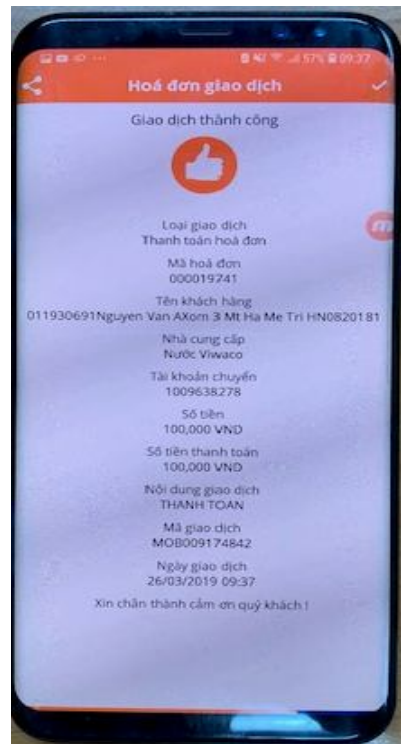 57% 09:37
Hoá đơn giao dịch
Giao dịch thành công
Loại giao dịch
Thanh toán hoá đơn
Mã hoá đơn
000019741
Tên khách hàng
011930691Nguyen Van AXom 3 Mt Ha Me Tri HN0820181
Nhà cung cấp
Nước Viwaco
Tài khoản chuyển
1009638278
Số tiền
100,000 VND
Số tiền thanh toán
100,000 VND
Nội dung giao dịch
THANH TOAN
Mã giao dịch
MOB009174842
Ngày giao dịch
26/03/2019 09:37
Xin chân thành cảm ơn quý khách !